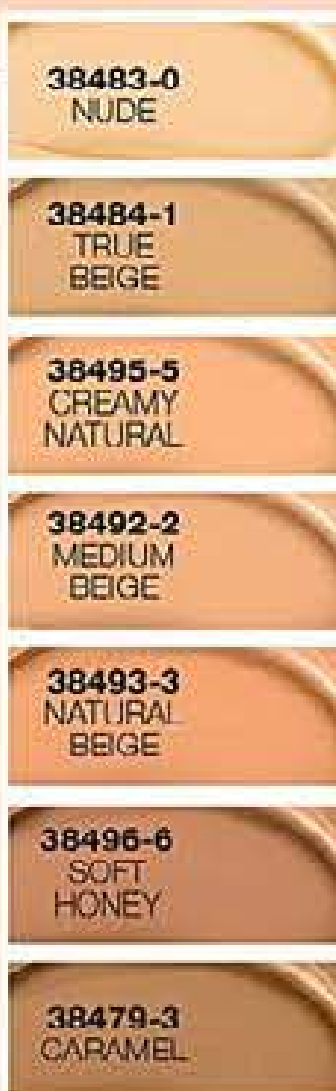 38483-0
NUDE
38484-1
TRUE
BEIGE
38495-5
CREAMY
NATURAL
38492-2
MEDIUM
BEIGE
38493-3
NATURAL
BEIGE
38496-6
SOFT
HONEY
38479-3
CARAMEL